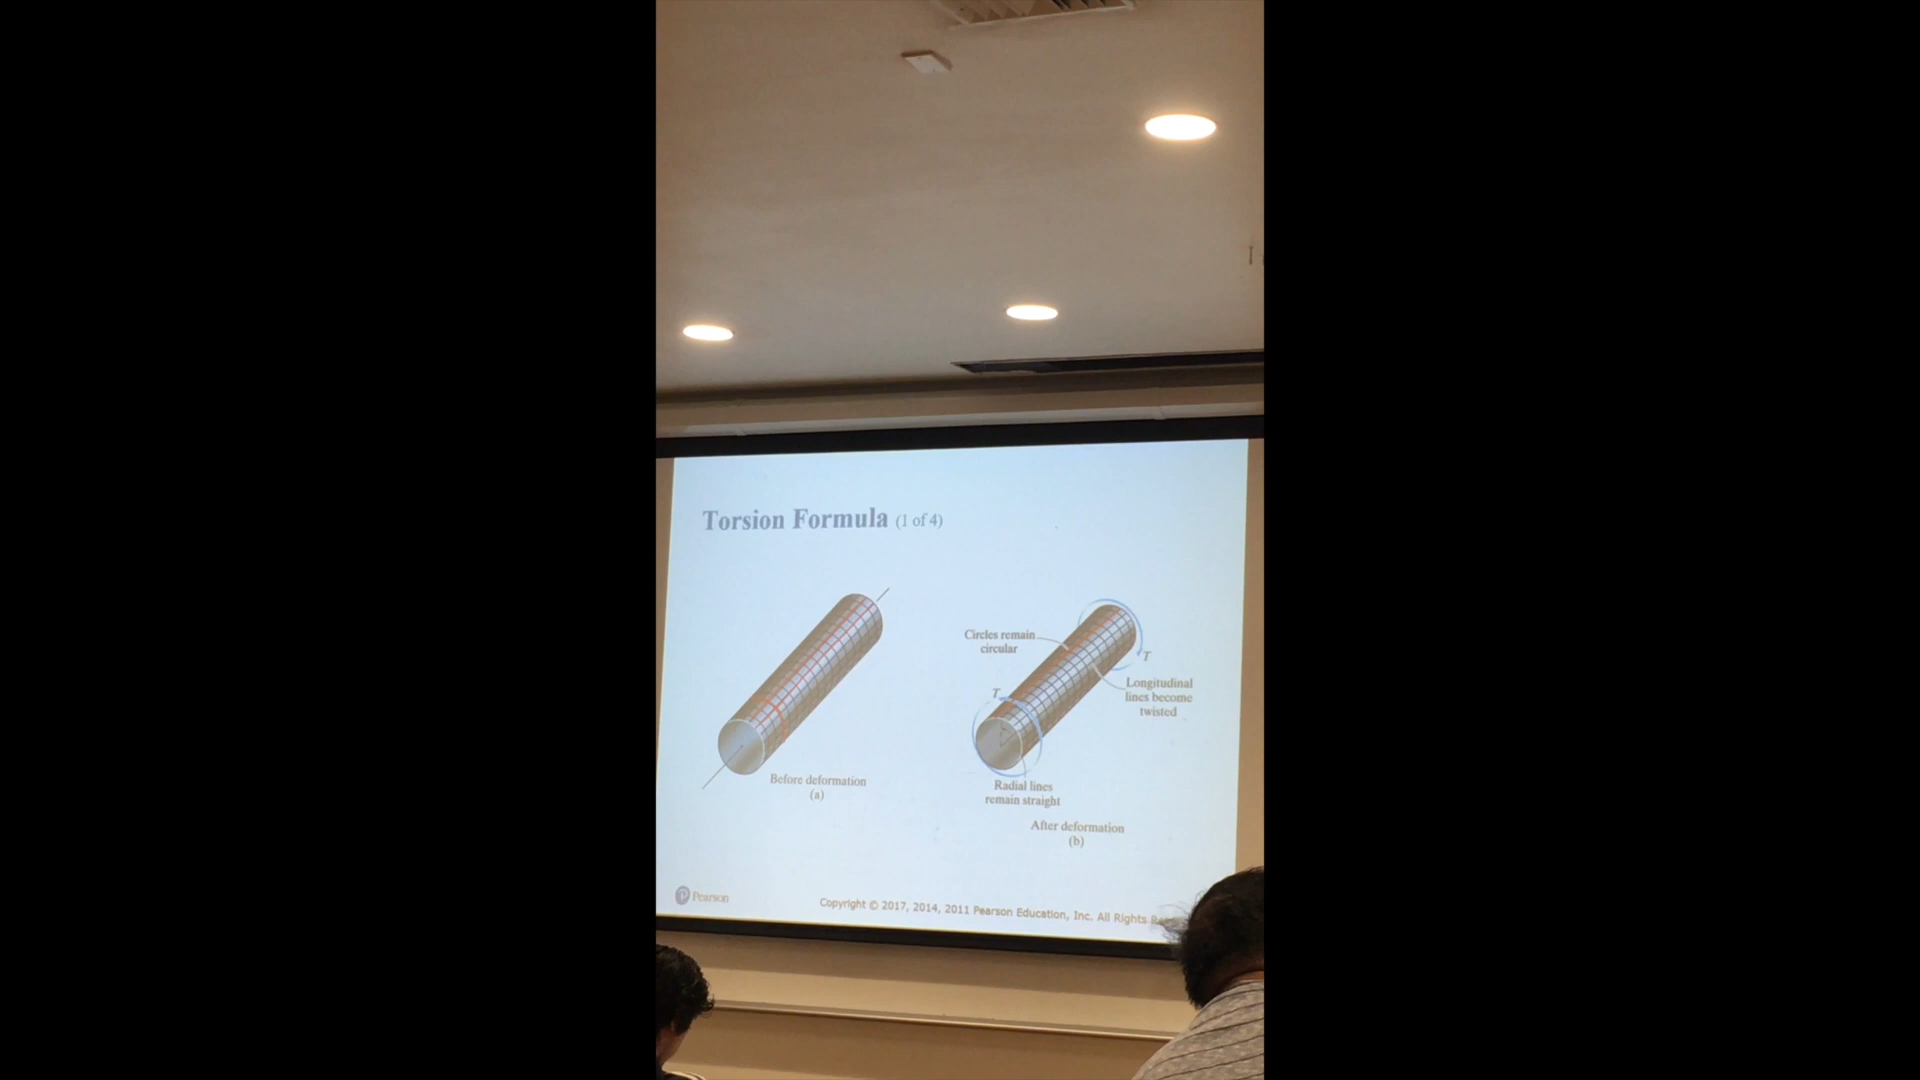 Torsion Formula (1 of 4)
Circles remain
circular
T
Longitudinal
lines become
twisted
T
Before deformation
(a)
Radial lines
remain straight
After deformation
(b)
Pearson
Copyright © 2017, 2014, 2011 Pearson Education, Inc. All Rights